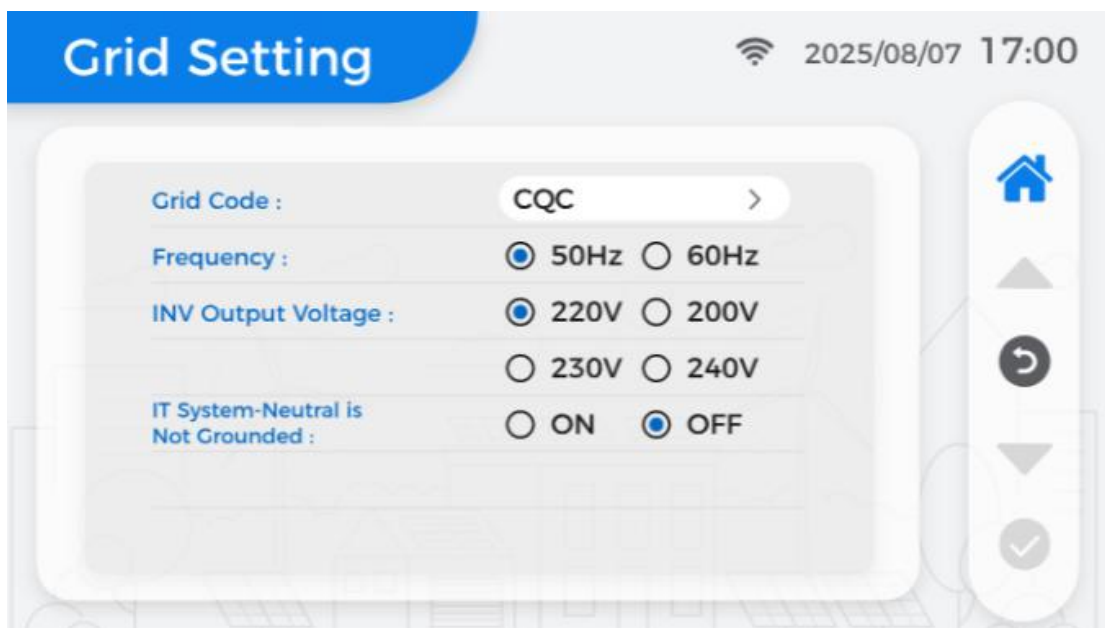 Grid Setting
2025/08/07 17:00
Grid Code : CQC >
Frequency : 50Hz 60Hz
INV Output Voltage : 220V 200V
230V 240V
IT System-Neutral is
Not Grounded : ON OFF